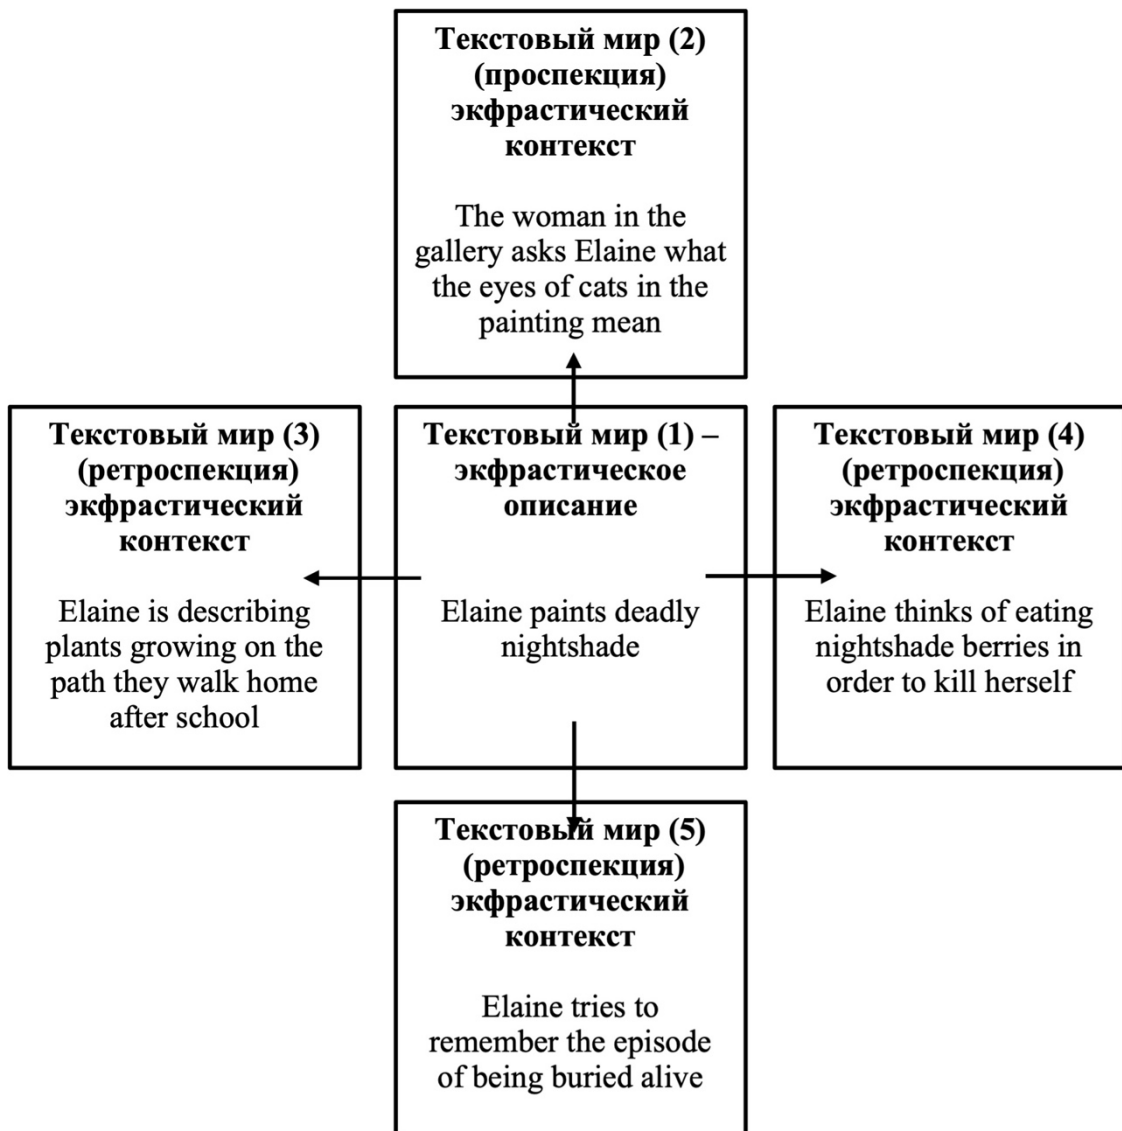 Текстовый мир (2)
(проспекция)
экфрастический
контекст
The woman in the
gallery asks Elaine what
the eyes of cats in the
painting mean
Текстовый мир (3)
(ретроспекция)
экфрастический
контекст
Elaine is describing
plants growing on the
path they walk home
after school
Текстовый мир (1) –
экфрастическое
описание
Elaine paints deadly
nightshade
Текстовый мир (4)
(ретроспекция)
экфрастический
контекст
Elaine thinks of eating
nightshade berries in
order to kill herself
Текстовый мир (5)
(ретроспекция)
экфрастический
контекст
Elaine tries to
remember the episode
of being buried alive